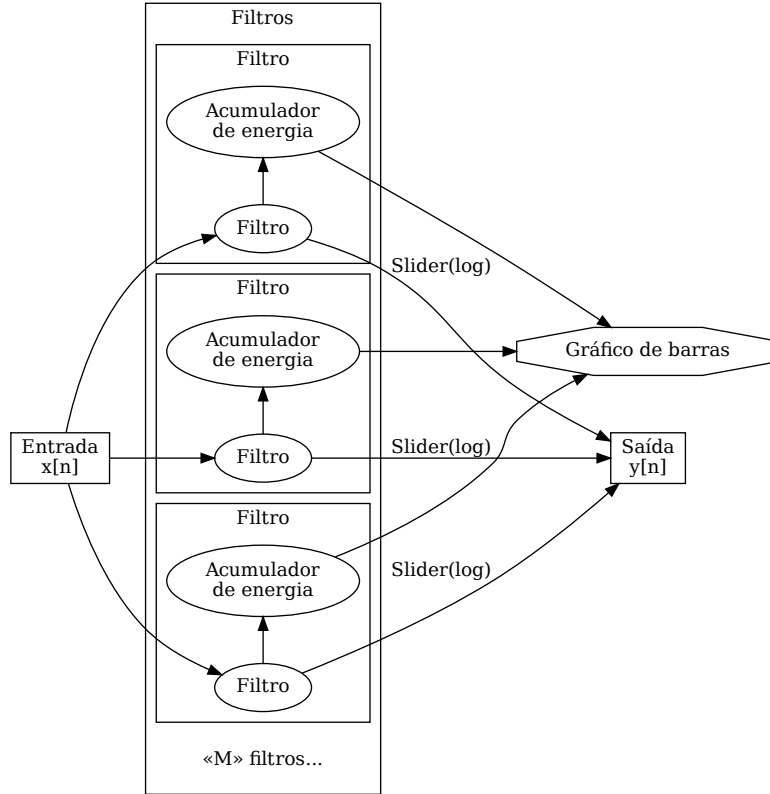 Filtros
Filtro
Acumulador
de energia
Filtro
Slider(log)
Filtro
Acumulador
de energia
Gráfico de barras
Entrada
x[n]
Filtro
Slider(log)
Saída
y[n]
Filtro
Acumulador
de energia
Slider(log)
Filtro
«M» filtros...